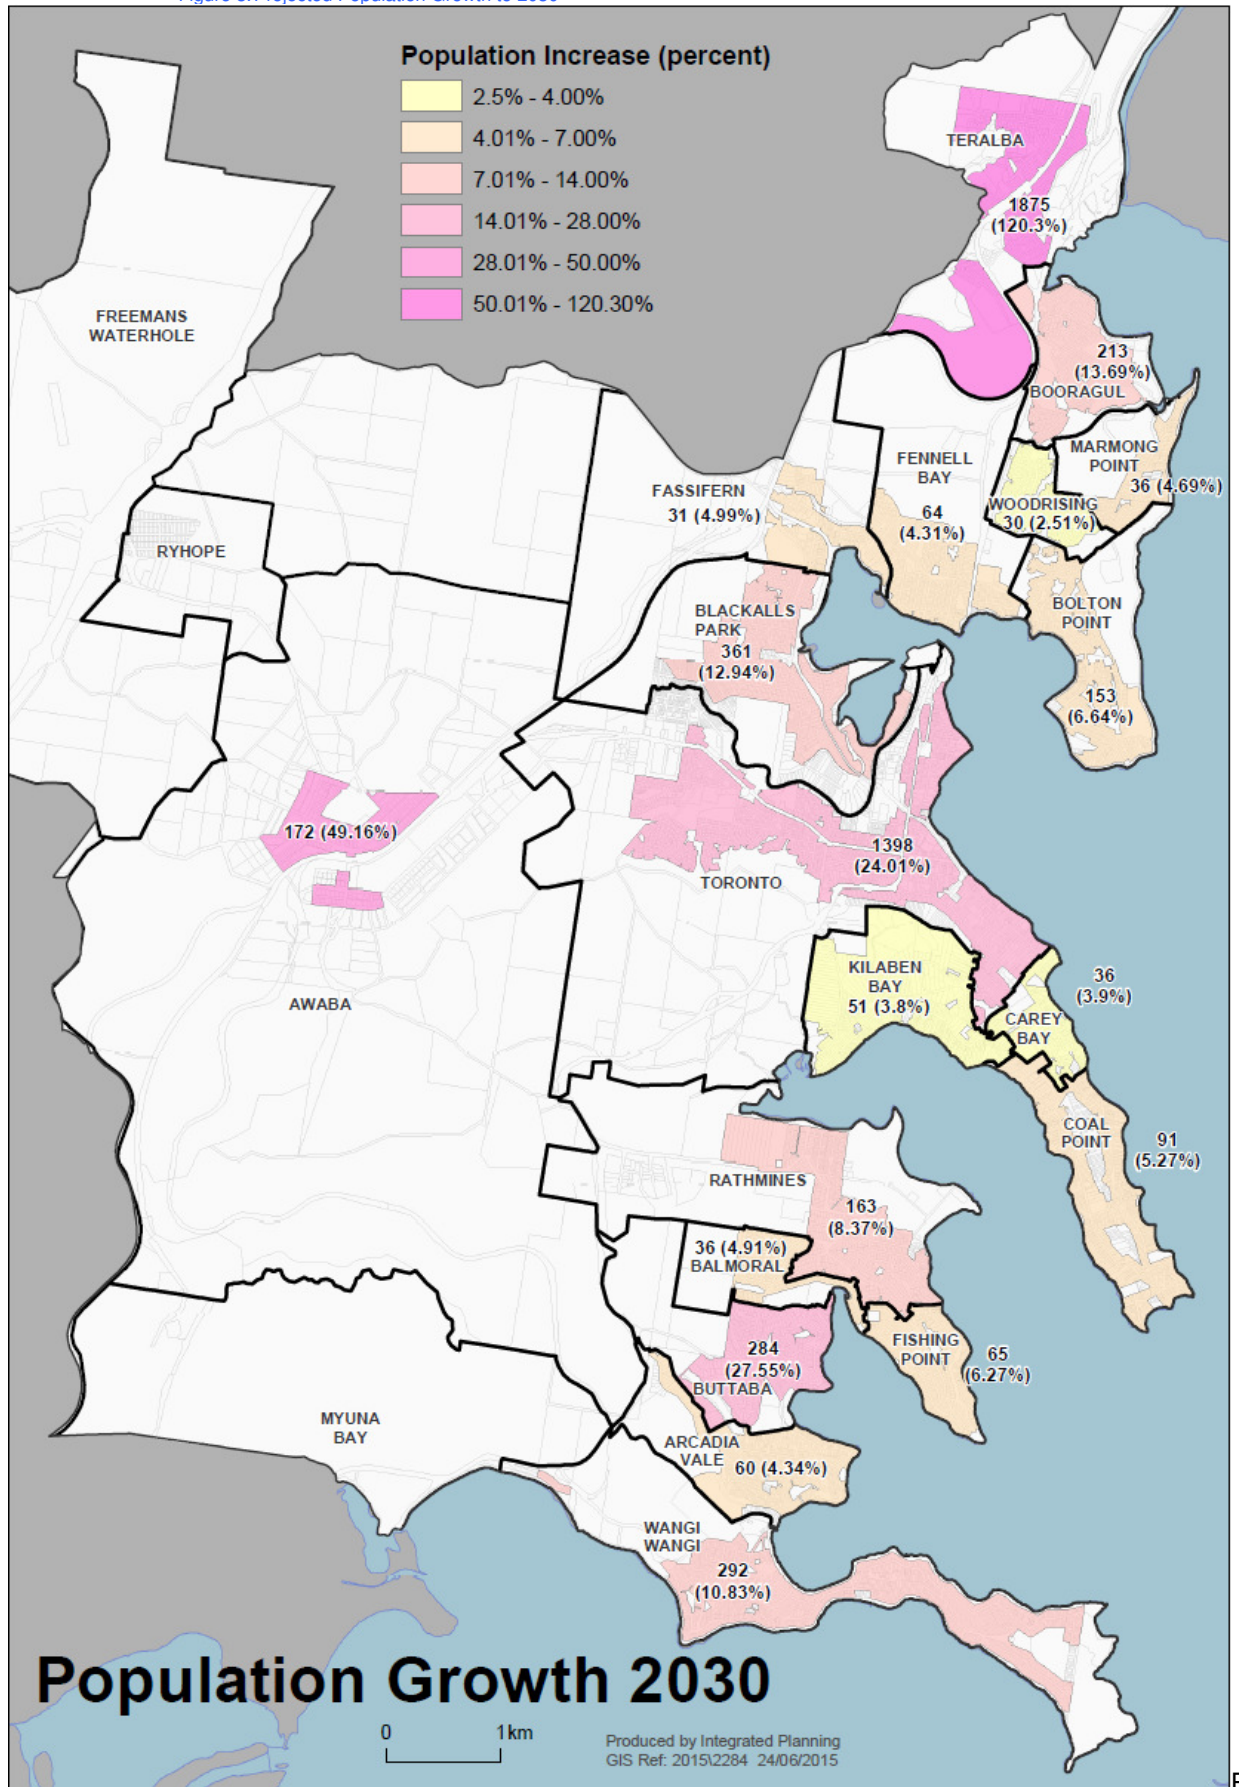 Figure 3: Projected Population Growth to 2030
Population Increase (percent)
2.5% - 4.00%
4.01% - 7.00%
7.01% - 14.00%
14.01% - 28.00%
28.01% - 50.00%
50.01% - 120.30%
TERALBA
1875
(120.3%)
FREEMANS
WATERHOLE
213
(13.69%)
BOORAGUL
MARMONG
POINT
36 (4.69%)
FENNELL
BAY
64
(4.31%)
FASSIFERN
31 (4.99%)
WOODRISING
30 (2.51%)
RYHOPE
BLACKALLS
PARK
361
(12.94%)
BOLTON
POINT
153
(6.64%)
172 (49.16%)
1398
(24.01%)
TORONTO
KILABEN
BAY
51 (3.8%)
36
(3.9%)
CAREY
BAY
AWABA
COAL
POINT
91
(5.27%)
RATHMINES
163
(8.37%)
36 (4.91%)
BALMORAL
FISHING
POINT
65
(6.27%)
284
(27.55%)
BUTTABA
MYUNA
BAY
ARCADIA
VALE
60 (4.34%)
WANGI
WANGI
292
(10.83%)
Population Growth 2030
0 1km
Produced by Integrated Planning
GIS Ref: 2015\2284 24/06/2015